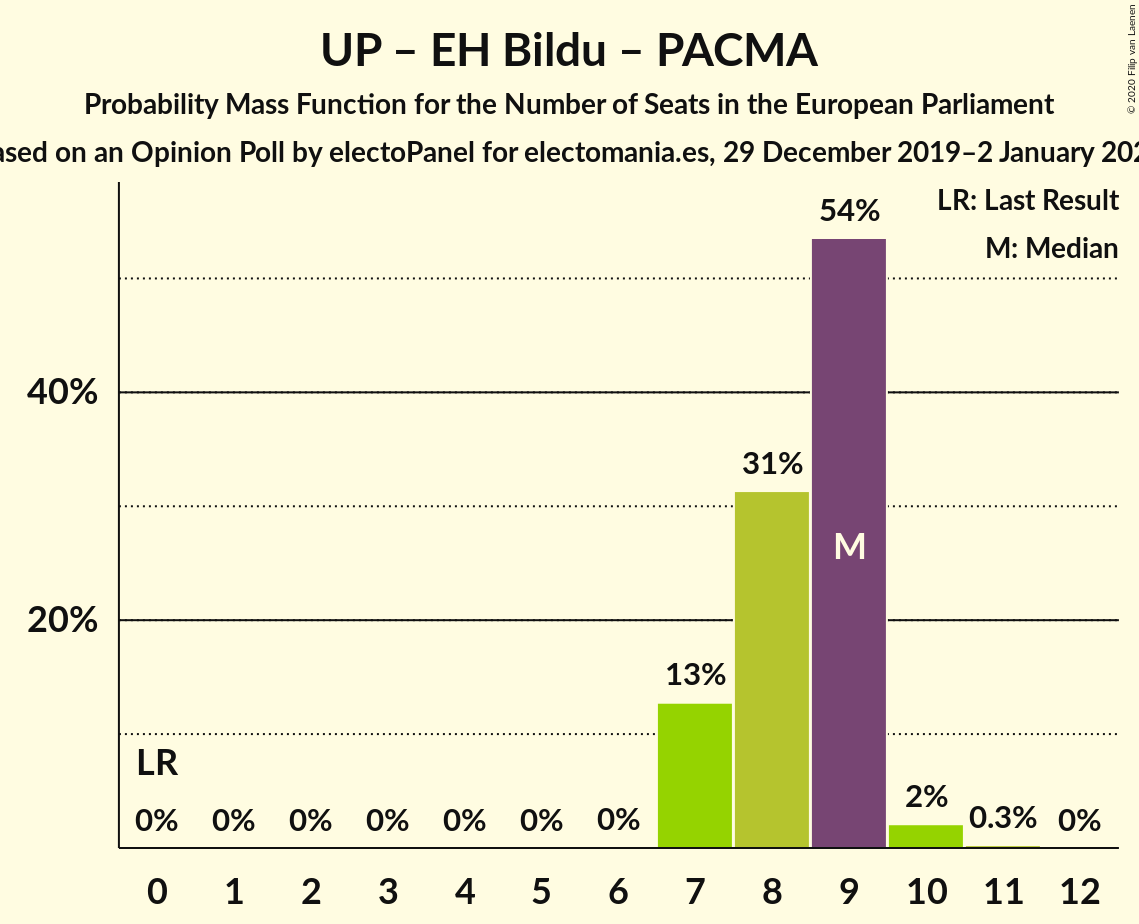 UP – EH Bildu – PACMA
Probability Mass Function for the Number of Seats in the European Parliament
on an Opinion Poll by electoPanel for electomania.es, 29 December 2019–2 January
LR: Last Result
M: Median
© 2020 Filip van Laenen
54%
40%
31%
M
20%
13%
LR
0% 0% 0% 0% 0% 0% 0% 2% 0.3% 0%
0 1 2 3 4 5 6 7 8 9 10 11 12